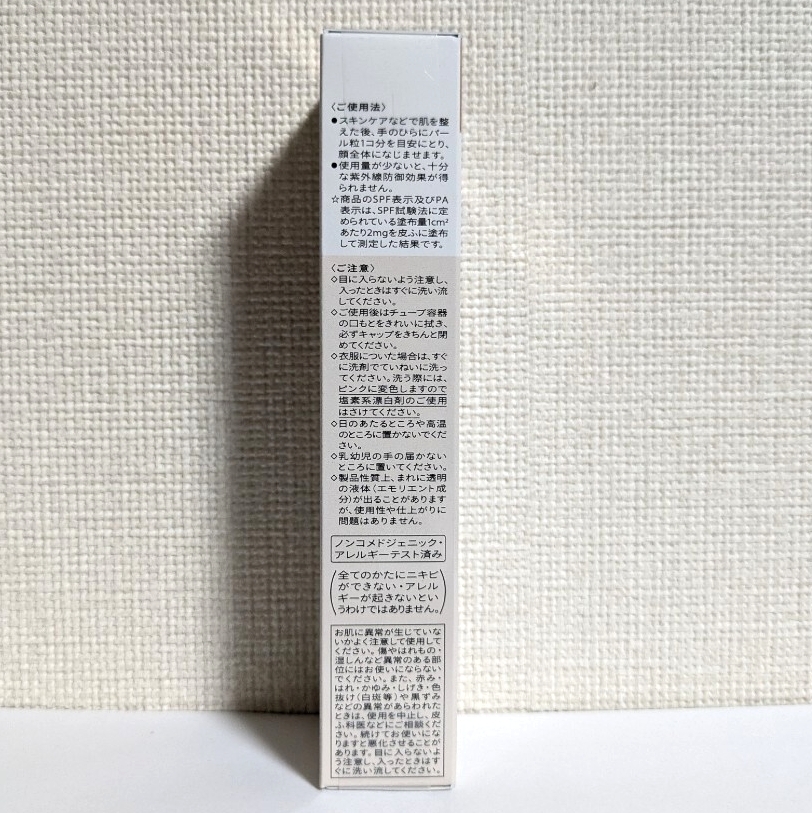 〈ご使用法〉
●スキンケアなどで肌を整
えた後、手のひらにパー
ル粒1コ分を目安にとり、
顔全体になじませます。
●使用量が少ないと、十分
な紫外線防御効果が得
られません。
☆商品のSPF表示及びPA
表示は、SPF試験法に定
められている塗布量1cm²
あたり2mgを皮ふに塗布
して測定した結果です。
〈ご注意〉
◇目に入らないよう注意し、
入ったときはすぐに洗い流
してください。
◇ご使用後はチューブ容器
の口もとをきれいに拭き、
必ずキャップをきちんと閉
めてください。
◇衣服についた場合は、すぐ
に洗剤でていねいに洗っ
てください。洗う際には、
ピンクに変色しますので
塩素系漂白剤のご使用
はさけてください。
◇日のあたるところや高温
のところに置かないでくだ
さい。
◇乳幼児の手の届かない
ところに置いてください。
◇製品性質上、まれに透明
の液体(エモリエント成
分)が出ることがあります
が、使用性や仕上がりに
問題はありません。
ノンコメドジェニック・
アレルギーテスト済み
(全てのかたにニキビ
ができない・アレル
ギーが起きないとい
うわけではありません。)
お肌に異常が生じていな
いかよく注意して使用して
ください。傷やはれもの・
湿しんなど異常のある部
位にはお使いにならない
でください。また、赤み・
はれ・かゆみ・しげき・色
抜け(白斑等)や黒ずみ
などの異常があらわれた
ときは、使用を中止し、皮
ふ科医などにご相談くだ
さい。続けてお使いにな
りますと悪化させることが
あります。目に入らないよ
う注意し、入ったときはす
ぐに洗い流してください。